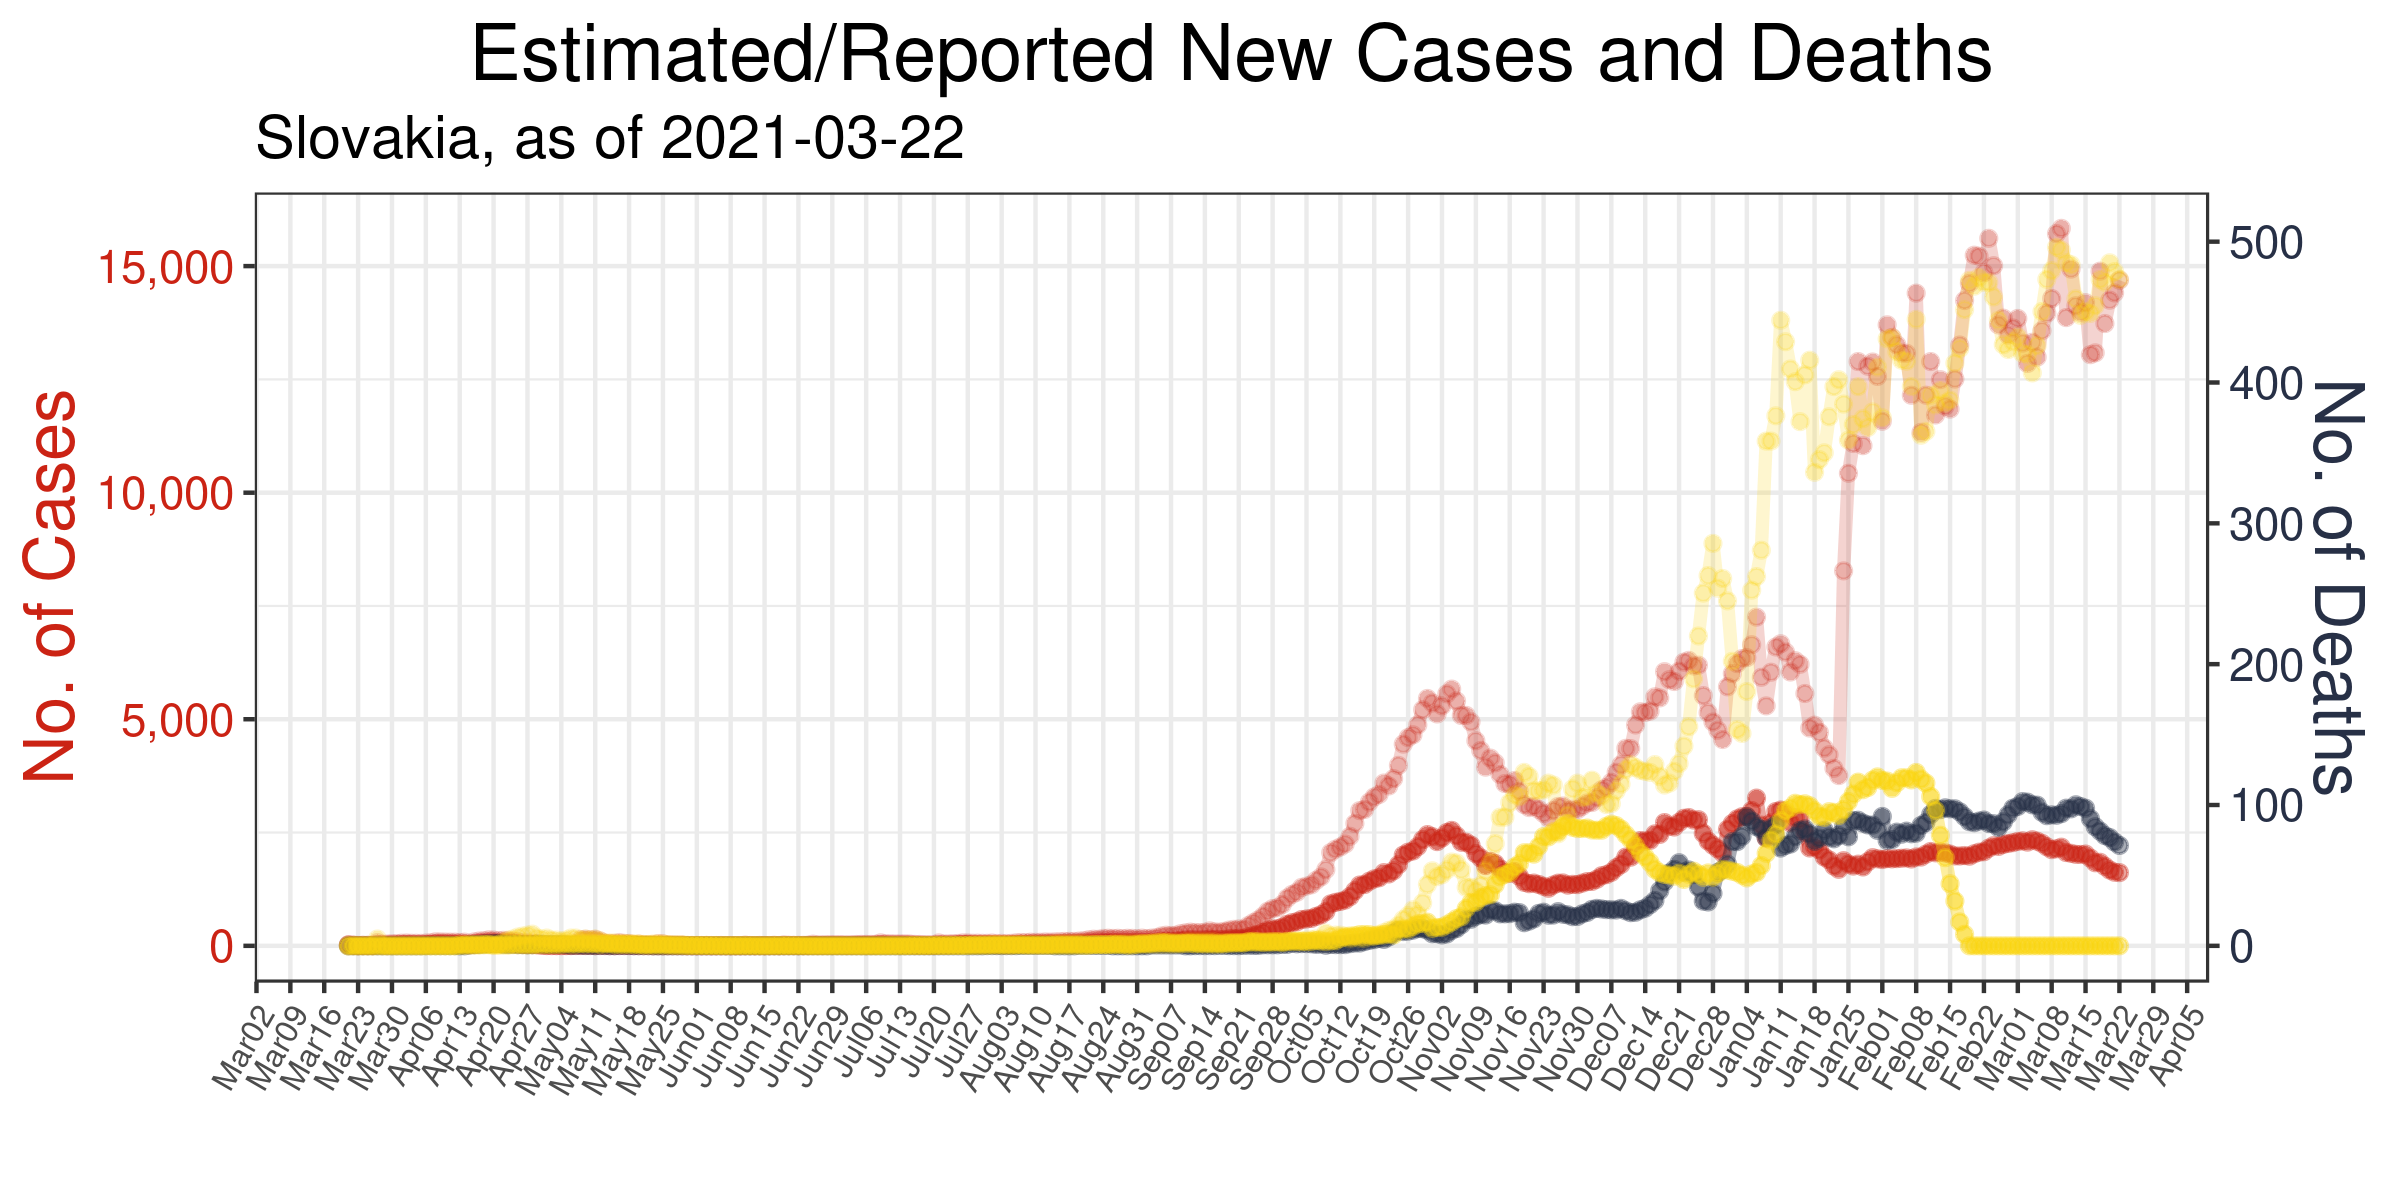 Estimated/Reported New Cases and Deaths
Slovakia, as of 2021-03-22
No. of Cases
15,000
10,000
5,000
0
500
400
300
200
100
0
No. of Deaths
Mar02
Mar09
Mar16
Mar23
Mar30
Apr06
Apr13
Apr20
Apr27
May04
May11
May18
May25
Jun01
Jun08
Jun15
Jun22
Jun29
Jul06
Jul13
Jul20
Jul27
Aug03
Aug10
Aug17
Aug24
Aug31
Sep07
Sep14
Sep21
Sep28
Oct05
Oct12
Oct19
Oct26
Nov02
Nov09
Nov16
Nov23
Nov30
Dec07
Dec14
Dec21
Dec28
Jan04
Jan11
Jan18
Jan25
Feb01
Feb08
Feb15
Feb22
Mar01
Mar08
Mar15
Mar22
Mar29
Apr05